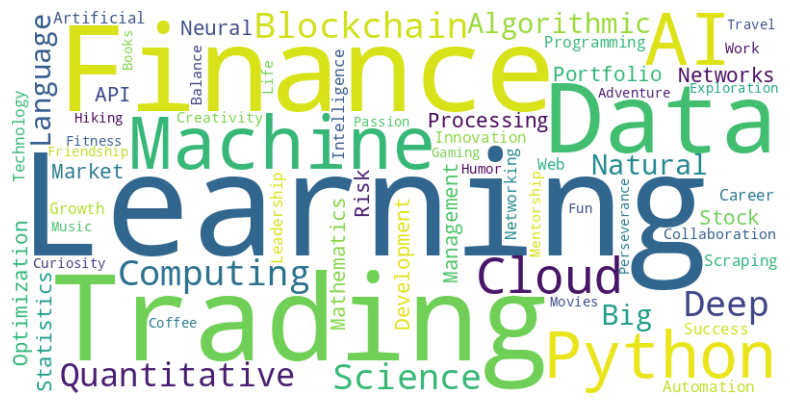 Artificial
Neural
Blockchain
Algorithmic
AI
Travel
Work
Language
Books
Finance
Balance
Life
Programming
Portfolio
Networks
API
Intelligence
Adventure
Exploration
Technology
Hiking
Creativity
Passion
Processing
Data
Fitness
Friendship
Machine
Innovation
Gaming
Humor
Networking
Web
Natural
Market
Learning
Risk
Management
Mentorship
Perseverance
Career
Growth
Music
Leadership
Mathematics
Development
Fun
Stock
Collaboration
Optimization
Curiosity
Computing
Cloud
Scraping
Statistics
Trading
Coffee
Movies
Big
Deep
Success
Quantitative
Science
Python
Automation